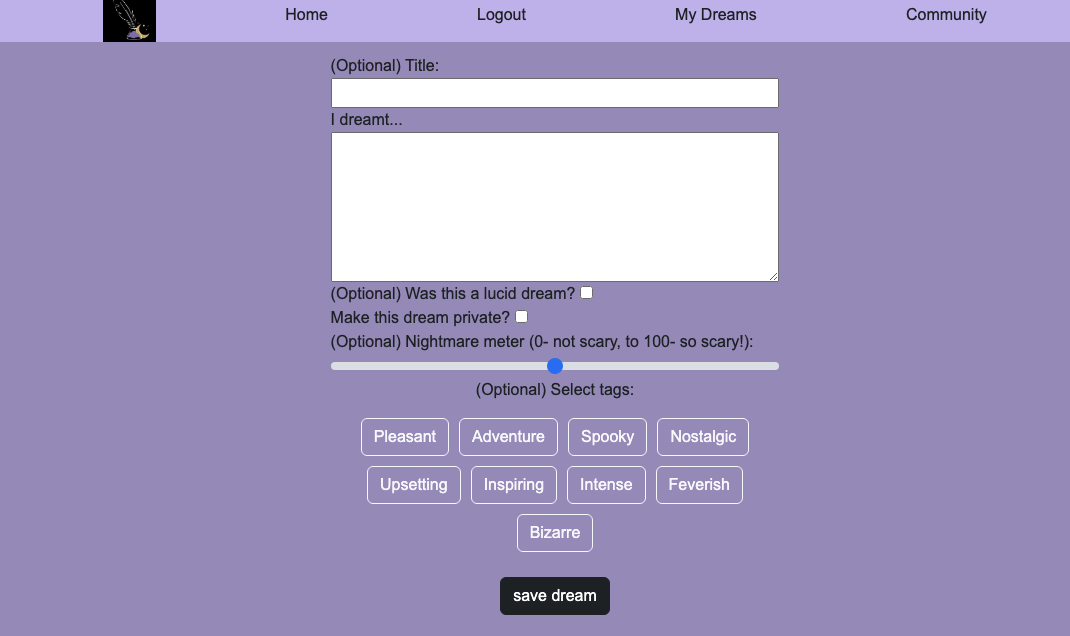 Home Logout My Dreams Community
(Optional) Title:
I dreamt...
(Optional) Was this a lucid dream?
Make this dream private?
(Optional) Nightmare meter (0- not scary, to 100- so scary!):
(Optional) Select tags:
Pleasant Adventure Spooky Nostalgic
Upsetting Inspiring Intense Feverish
Bizarre
save dream